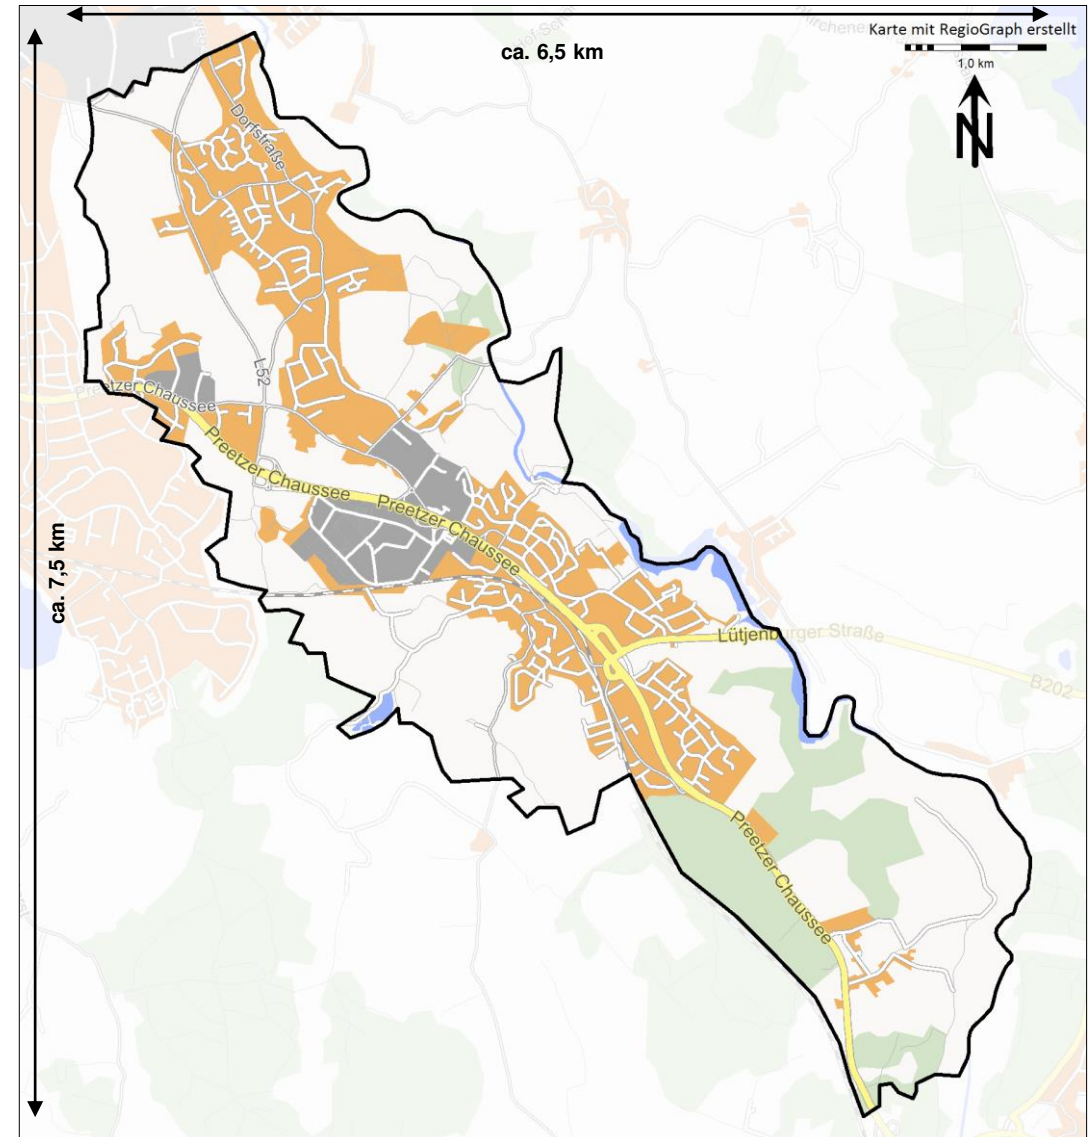 Karte mit RegioGraph erstellt
ca. 6,5 km
1,0 km
N
Dorfstraße
L52
Preetzer Chaussee
Preetzer Chaussee
Preetzer Chaussee
ca. 7,5 km
Lütjenburger Straße
B202
Preetzer Chaussee